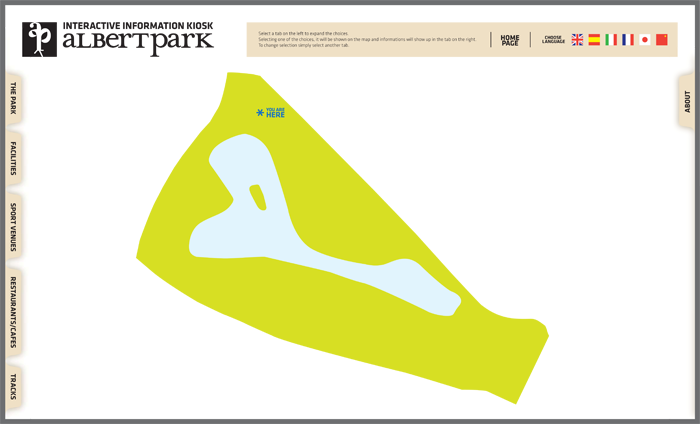 INTERACTIVE INFORMATION KIOSK
ALBERTPARK
Select a tab on the left to expand the choices
Selecting one of the choices, it will be shown on the map and informations will show up in the tab on the right.
To change selection simply select another tab.
HOME
PAGE
CHOOSE
LANGUAGE
THE PARK
FACILITIES
SPORT VENUES
RESTAURANTS/CAFES
TRACKS
ABOUT
YOU ARE
HERE